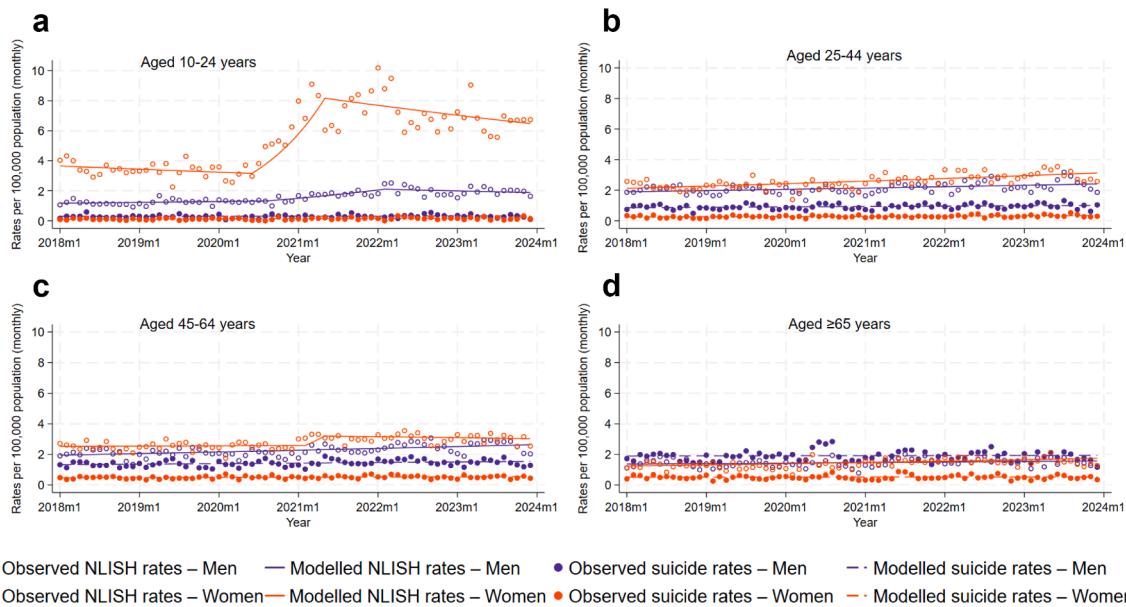 a
Aged 10-24 years
Rates per 100,000 population (monthly)
10
8
6
4
2
0
2018m1 2019m1 2020m1 2021m1 2022m1 2023m1 2024m1
Year
b
Aged 25-44 years
Rates per 100,000 population (monthly)
10
8
6
4
2
0
2018m1 2019m1 2020m1 2021m1 2022m1 2023m1 2024m1
Year
c
Aged 45-64 years
Rates per 100,000 population (monthly)
10
8
6
4
2
0
2018m1 2019m1 2020m1 2021m1 2022m1 2023m1 2024m1
Year
d
Aged ≥65 years
Rates per 100,000 population (monthly)
10
8
6
4
2
0
2018m1 2019m1 2020m1 2021m1 2022m1 2023m1 2024m1
Year
Observed NLISH rates – Men Modelled NLISH rates – Men Observed suicide rates – Men Modelled suicide rates – Men
Observed NLISH rates – Women Modelled NLISH rates – Women Observed suicide rates – Women Modelled suicide rates – Women